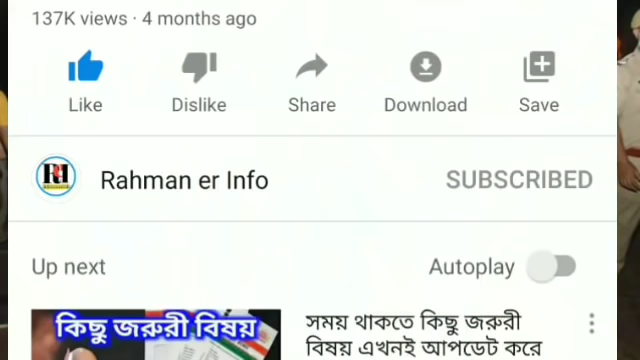 137K views · 4 months ago
Like Dislike Share Download Save
Rahman er Info SUBSCRIBED
Up next Autoplay
কিছু জরুরী বিষয়
সময় থাকতে কিছু জরুরী
বিষয় এখনই আপডেট করে